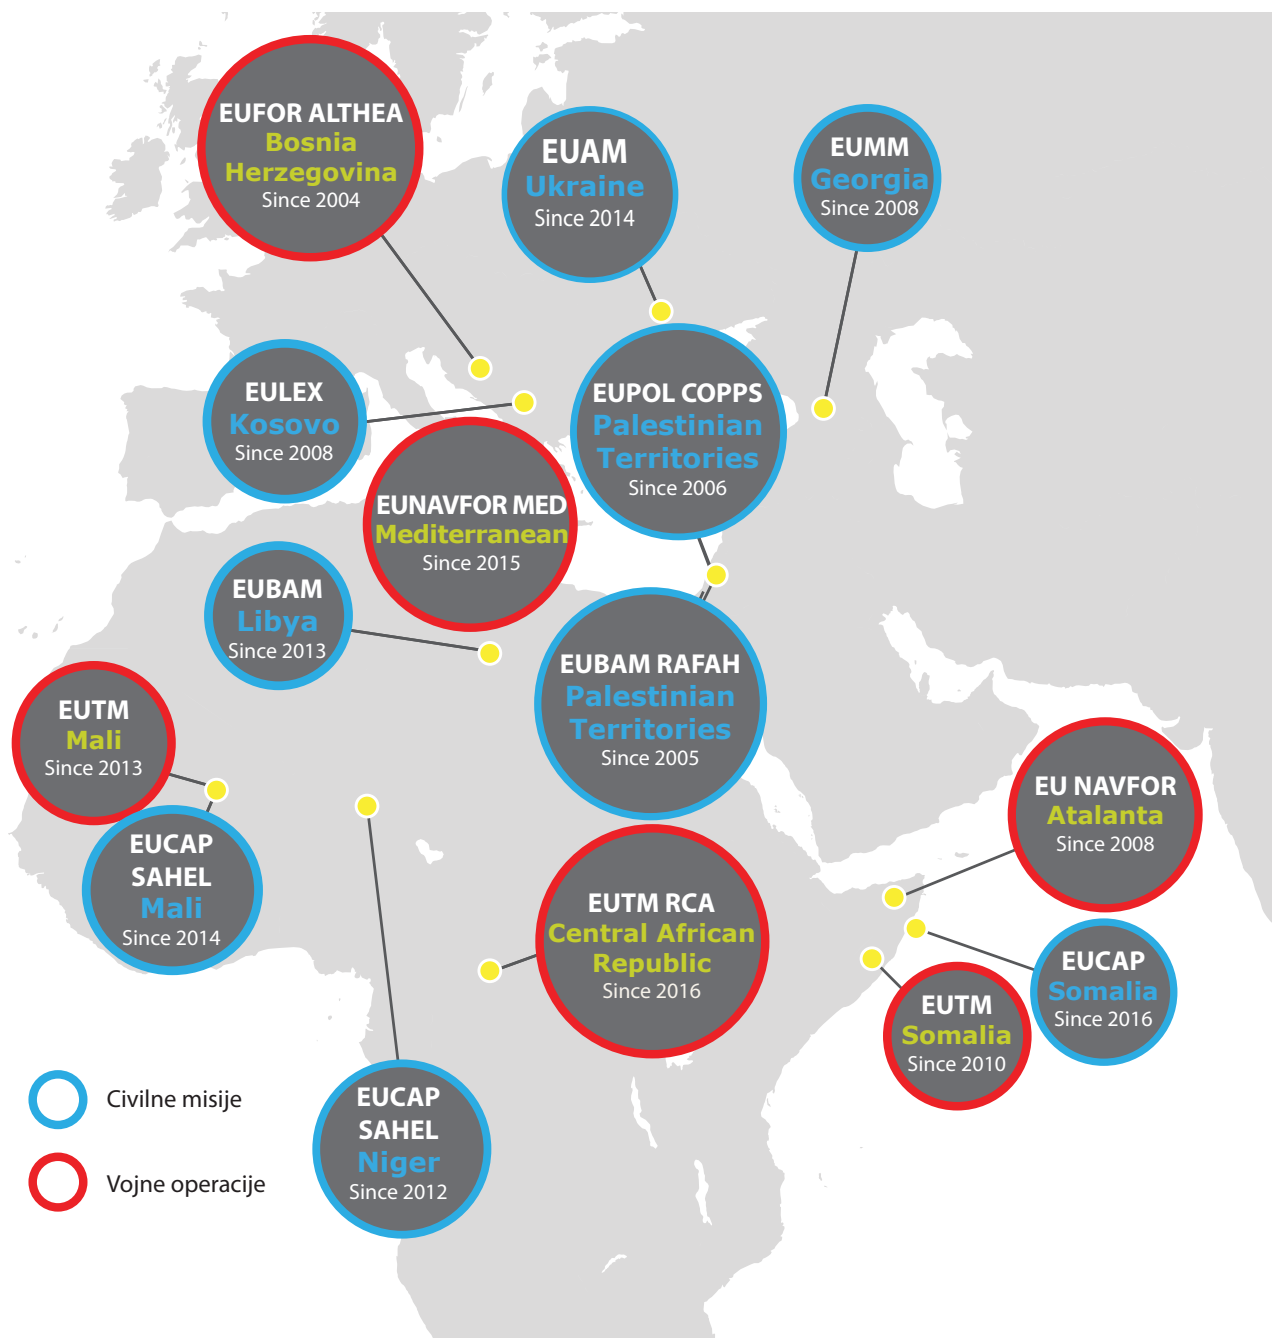 EUFOR ALTHEA
Bosnia
Herzegovina
Since 2004
EUAM
Ukraine
Since 2014
EUMM
Georgia
Since 2008
EULEX
Kosovo
Since 2008
EUPOL COPPS
Palestinian
Territories
Since 2006
EUNAVFOR MED
Mediterranean
Since 2015
EUBAM
Libya
Since 2013
EUBAM RAFAH
Palestinian
Territories
Since 2005
EUTM
Mali
Since 2013
EU NAVFOR
Atalanta
Since 2008
EUCAP
SAHEL
Mali
Since 2014
EUTM RCA
Central African
Republic
Since 2016
EUCAP
Somalia
Since 2016
EUTM
Somalia
Since 2010
EUCAP
SAHEL
Niger
Since 2012
Civilne misije
Vojne operacije